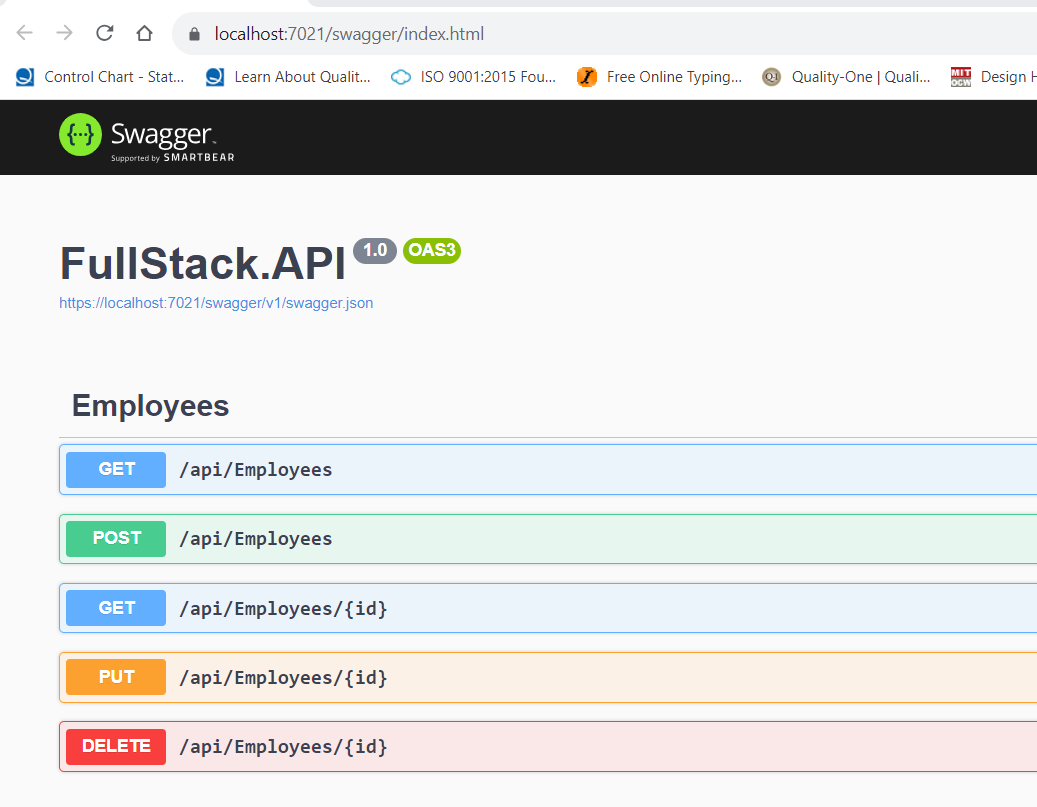 localhost:7021/swagger/index.html
Control Chart - Stat... Learn About Qualit... ISO 9001:2015 Fou... Free Online Typing... Quality-One | Quali... Design H
{···} Swagger
Supported by SMARTBEAR
FullStack.API 1.0 OAS3
https://localhost:7021/swagger/v1/swagger.json
Employees
GET /api/Employees
POST /api/Employees
GET /api/Employees/{id}
PUT /api/Employees/{id}
DELETE /api/Employees/{id}